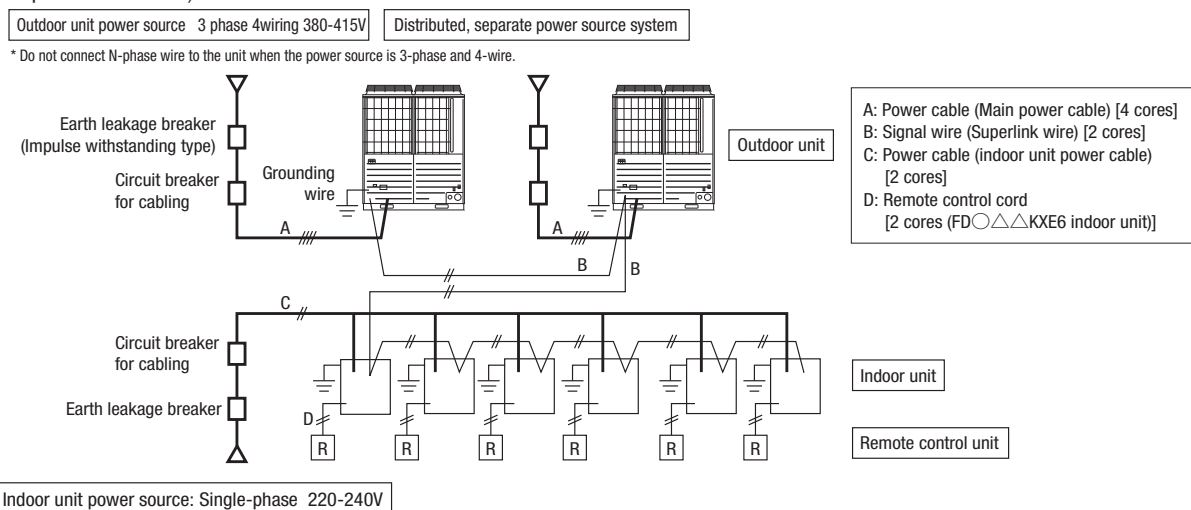 Outdoor unit power source   3 phase 4wiring 380-415V
Distributed, separate power source system
* Do not connect N-phase wire to the unit when the power source is 3-phase and 4-wire.
Earth leakage breaker
(Impulse withstanding type)
Circuit breaker
for cabling
Grounding
wire
Outdoor unit
A: Power cable (Main power cable) [4 cores]
B: Signal wire (Superlink wire) [2 cores]
C: Power cable (indoor unit power cable)
[2 cores]
D: Remote control cord
[2 cores (FD○△△KXE6 indoor unit)]
A
A
B
B
C
Circuit breaker
for cabling
Earth leakage breaker
D
R
R
R
R
R
R
Indoor unit
Remote control unit
Indoor unit power source: Single-phase  220-240V